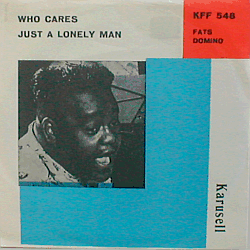 WHO CARES
JUST A LONELY MAN
KFF 548
FATS
DOMINO
Karusell